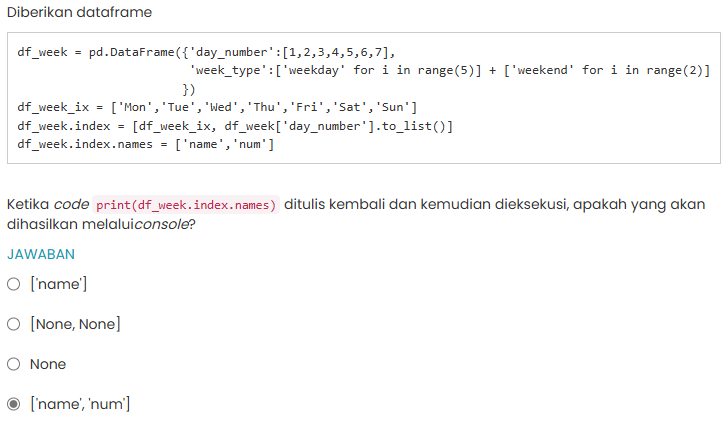 Diberikan dataframe
df_week = pd.DataFrame({'day_number':[1,2,3,4,5,6,7],
                        'week_type':['weekday' for i in range(5)] + ['weekend' for i in range(2)]
                       })
df_week_ix = ['Mon','Tue','Wed','Thu','Fri','Sat','Sun']
df_week.index = [df_week_ix, df_week['day_number'].to_list()]
df_week.index.names = ['name','num']
Ketika code print(df_week.index.names) ditulis kembali dan kemudian dieksekusi, apakah yang akan
dihasilkan melaluiconsole?
JAWABAN
['name']
[None, None]
None
['name', 'num']